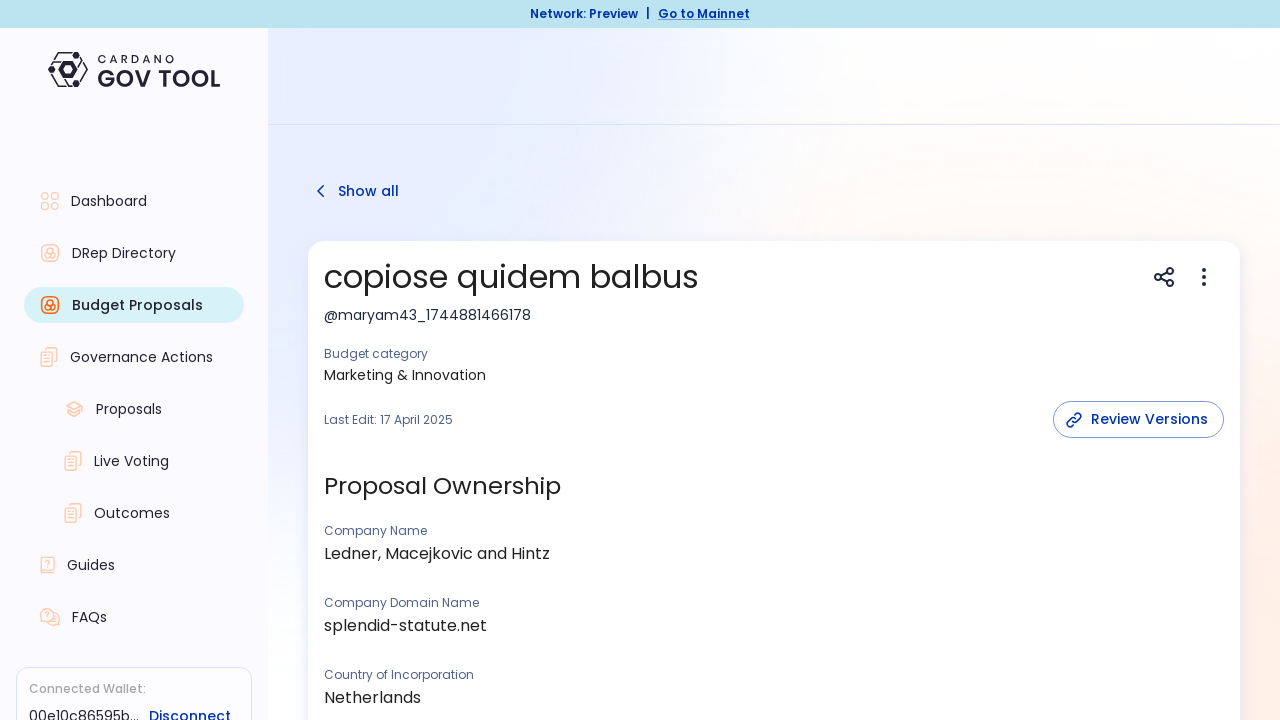 Network: Preview | Go to Mainnet
CARDANO
GOV TOOL
Dashboard
DRep Directory
Budget Proposals
Governance Actions
Proposals
Live Voting
Outcomes
Guides
FAQs
Connected Wallet:
00e10c86595b... Disconnect
Show all
copiose quidem balbus
@maryam43_1744881466178
Budget category
Marketing & Innovation
Last Edit: 17 April 2025
Review Versions
Proposal Ownership
Company Name
Ledner, Macejkovic and Hintz
Company Domain Name
splendid-statute.net
Country of Incorporation
Netherlands